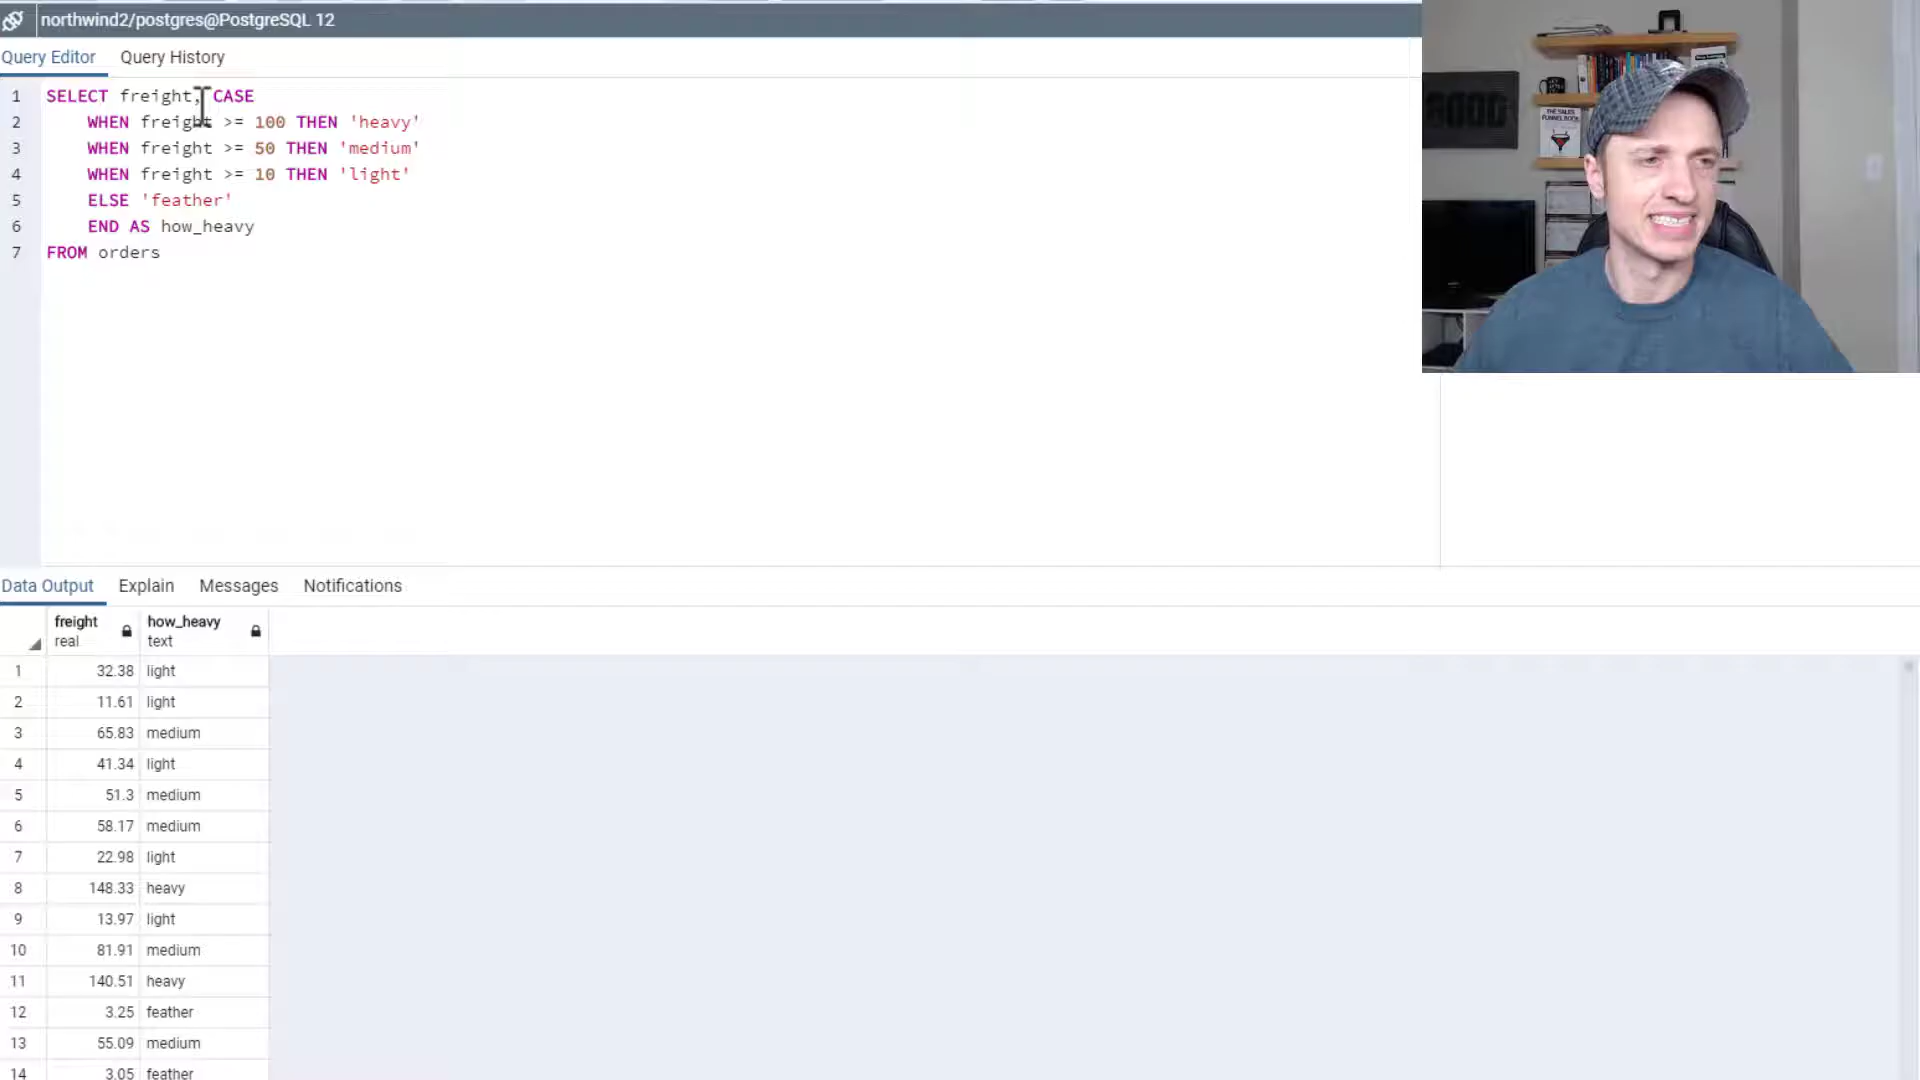 northwind2/postgres@PostgreSQL 12
Query Editor Query History
1 SELECT freight, CASE
2 WHEN freight >= 100 THEN 'heavy'
3 WHEN freight >= 50 THEN 'medium'
4 WHEN freight >= 10 THEN 'light'
5 ELSE 'feather'
6 END AS how_heavy
7 FROM orders
THE SALES
FUNNEL BOOK
Data Output Explain Messages Notifications
freight how_heavy
real text
1 32.38 light
2 11.61 light
3 65.83 medium
4 41.34 light
5 51.3 medium
6 58.17 medium
7 22.98 light
8 148.33 heavy
9 13.97 light
10 81.91 medium
11 140.51 heavy
12 3.25 feather
13 55.09 medium
14 3.05 feather